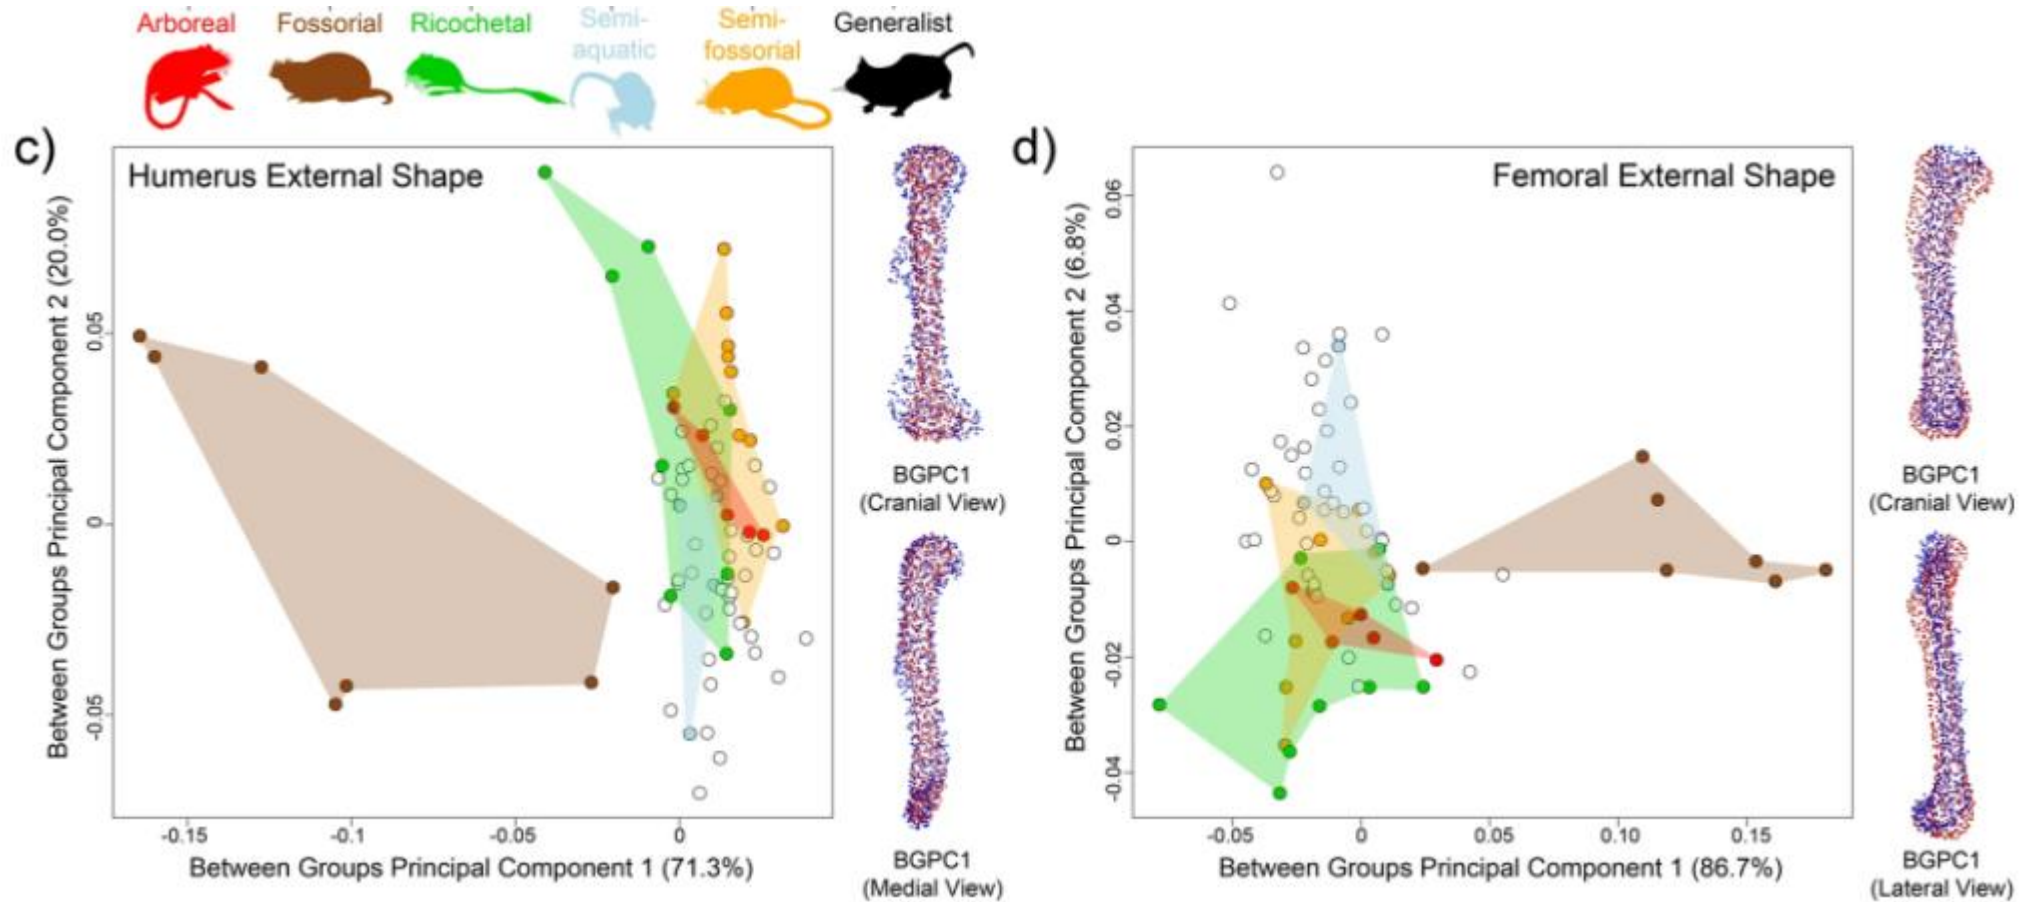 Arboreal
Fossorial
Ricochetal
Semi-
aquatic
Semi-
fossorial
Generalist
c)
Humerus External Shape
Between Groups Principal Component 2 (20.0%)
0.05
0
-0.05
-0.15
-0.1
-0.05
0
Between Groups Principal Component 1 (71.3%)
BGPC1
(Cranial View)
BGPC1
(Medial View)
d)
Femoral External Shape
Between Groups Principal Component 2 (6.8%)
0.06
0.04
0.02
0
-0.02
-0.04
-0.05
0
0.05
0.10
0.15
Between Groups Principal Component 1 (86.7%)
BGPC1
(Cranial View)
BGPC1
(Lateral View)